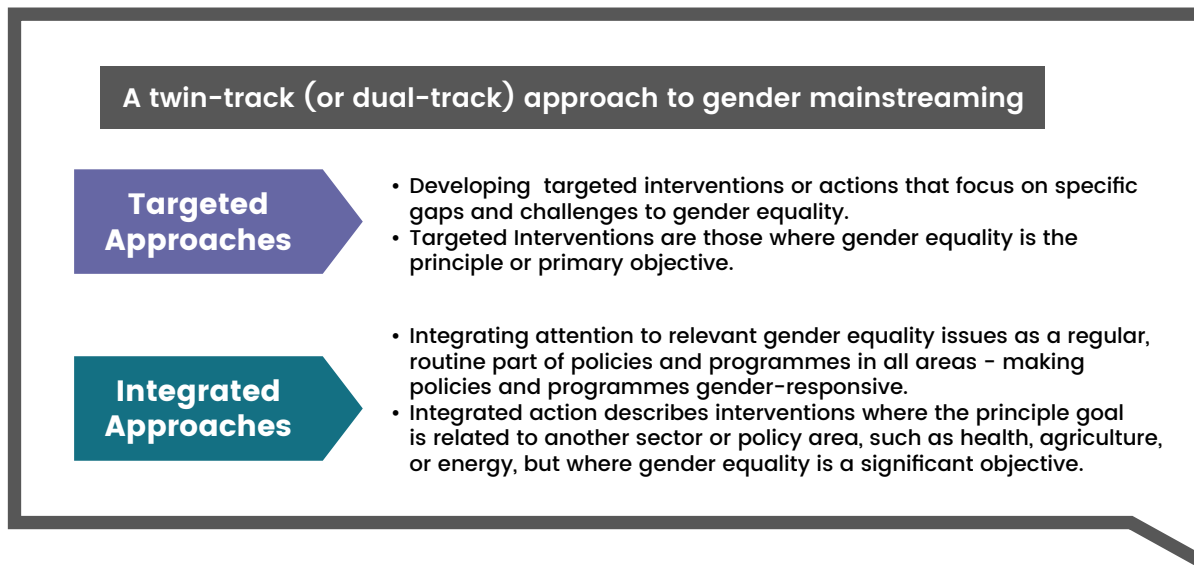 A twin-track (or dual-track) approach to gender mainstreaming
Targeted
Approaches
• Developing  targeted interventions or actions that focus on specific
gaps and challenges to gender equality.
• Targeted Interventions are those where gender equality is the
principle or primary objective.
Integrated
Approaches
• Integrating attention to relevant gender equality issues as a regular,
routine part of policies and programmes in all areas – making
policies and programmes gender-responsive.
• Integrated action describes interventions where the principle goal
is related to another sector or policy area, such as health, agriculture,
or energy, but where gender equality is a significant objective.